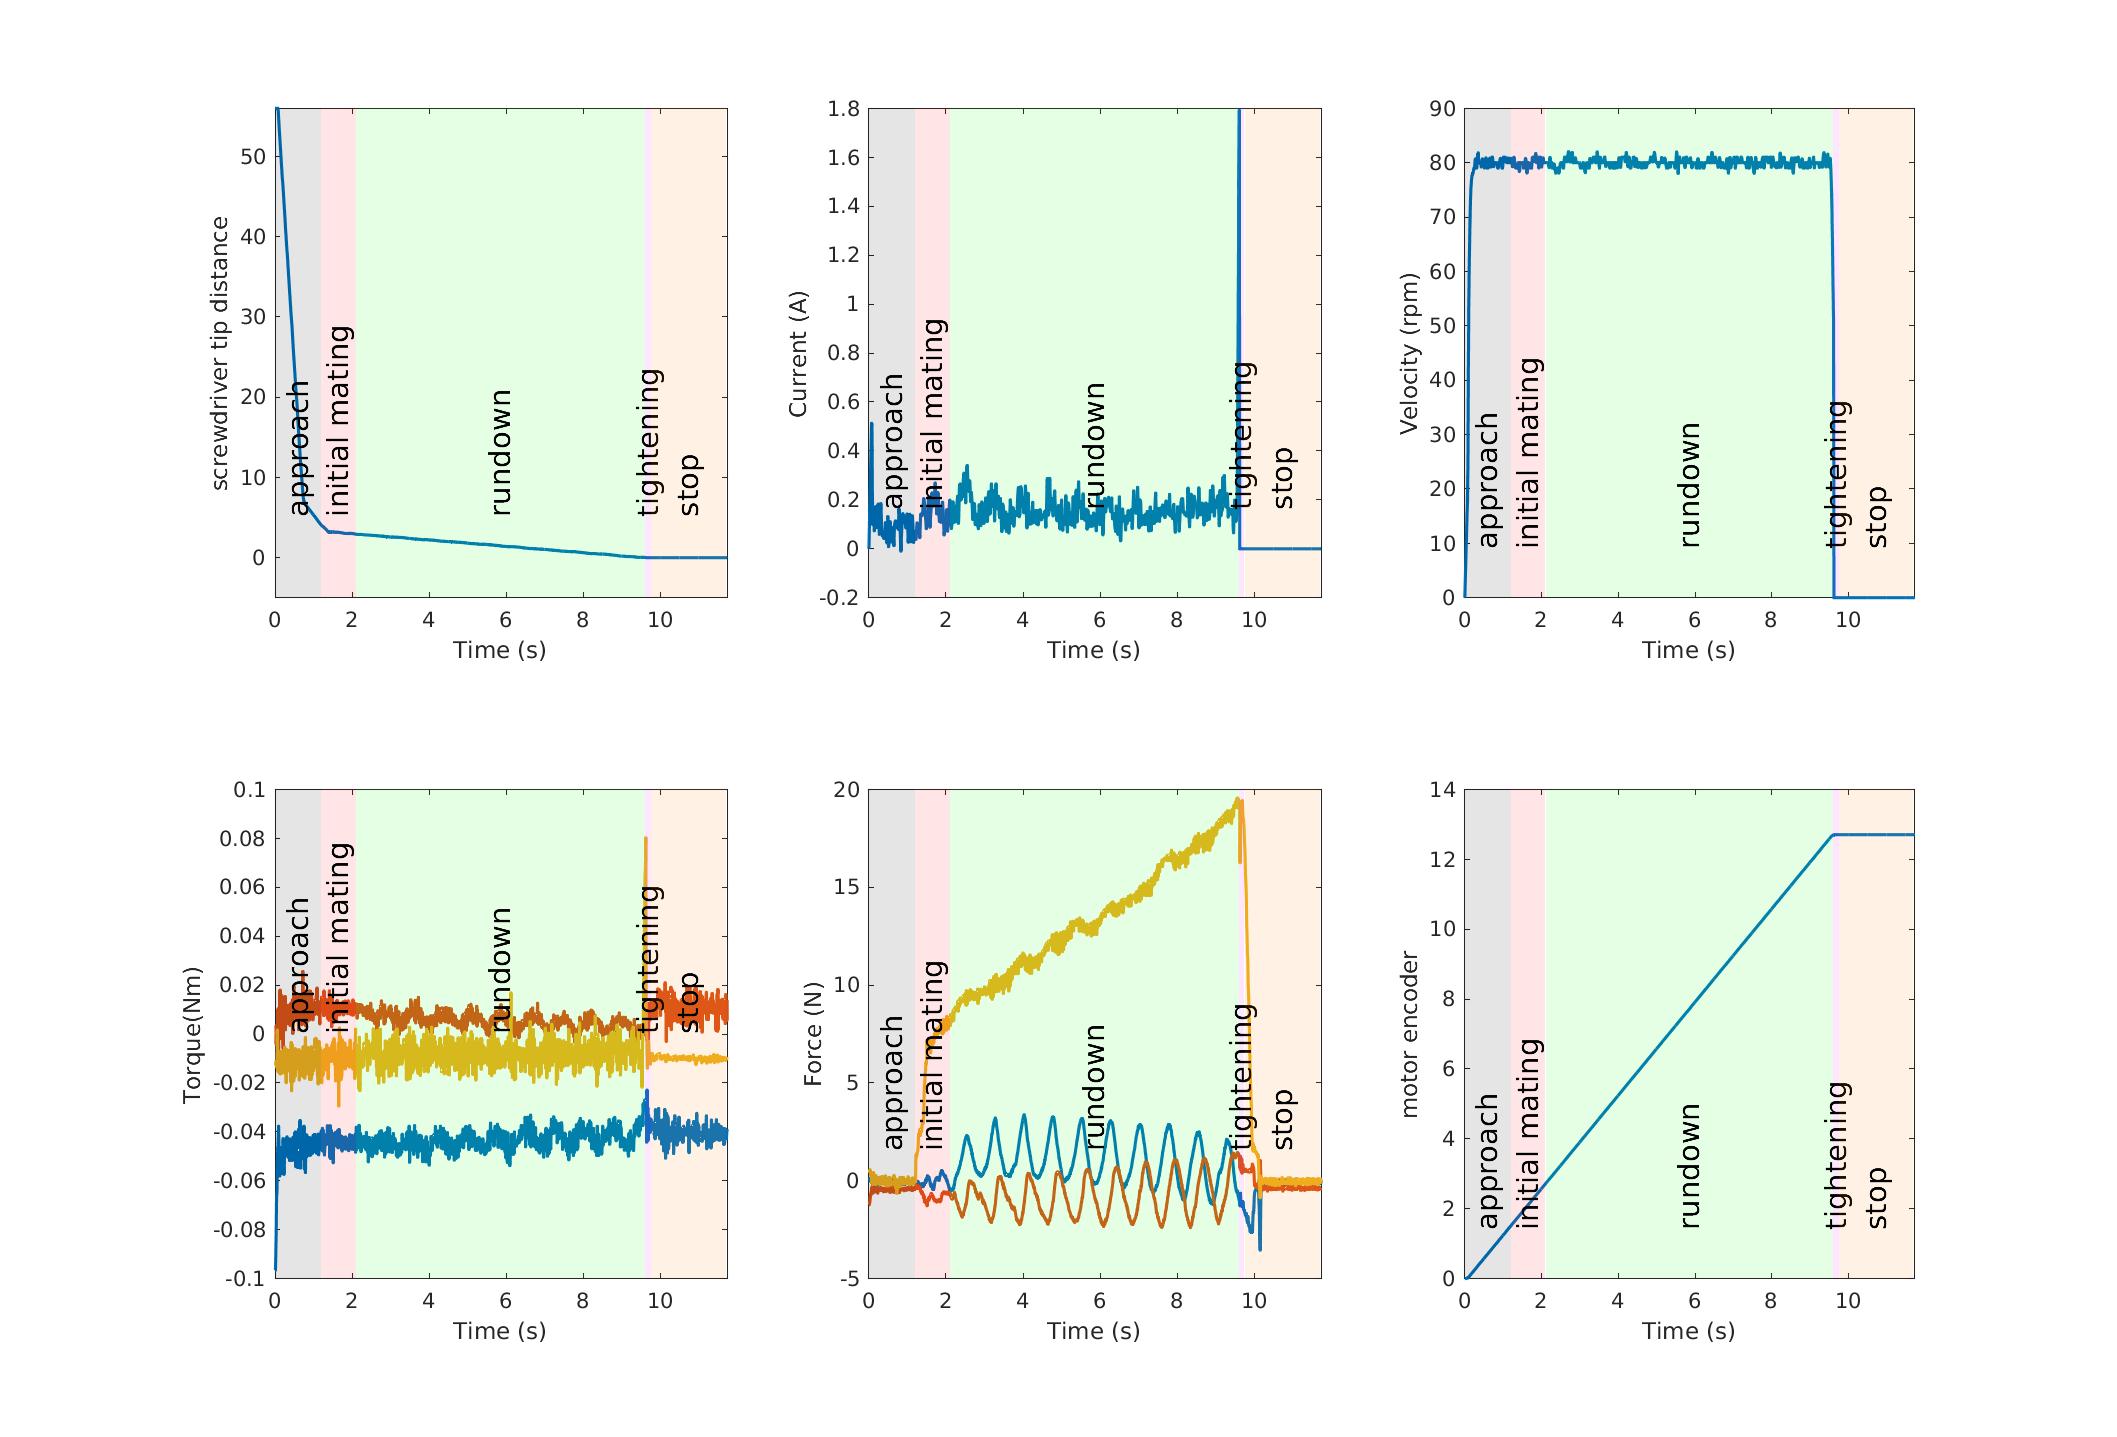 screwdriver tip distance
50
40
30
20
10
0
approach
initial mating
rundown
tightening
stop
0 2 4 6 8 10
Time (s)
Current (A)
1.8
1.6
1.4
1.2
1
0.8
0.6
0.4
0.2
0
-0.2
approach
initial mating
rundown
tightening
stop
0 2 4 6 8 10
Time (s)
Velocity (rpm)
90
80
70
60
50
40
30
20
10
0
approach
initial mating
rundown
tightening
stop
0 2 4 6 8 10
Time (s)
Torque(Nm)
0.1
0.08
0.06
0.04
0.02
0
-0.02
-0.04
-0.06
-0.08
-0.1
approach
initial mating
rundown
tightening
stop
0 2 4 6 8 10
Time (s)
Force (N)
20
15
10
5
0
-5
approach
initial mating
rundown
tightening
stop
0 2 4 6 8 10
Time (s)
motor encoder
14
12
10
8
6
4
2
0
approach
initial mating
rundown
tightening
stop
0 2 4 6 8 10
Time (s)